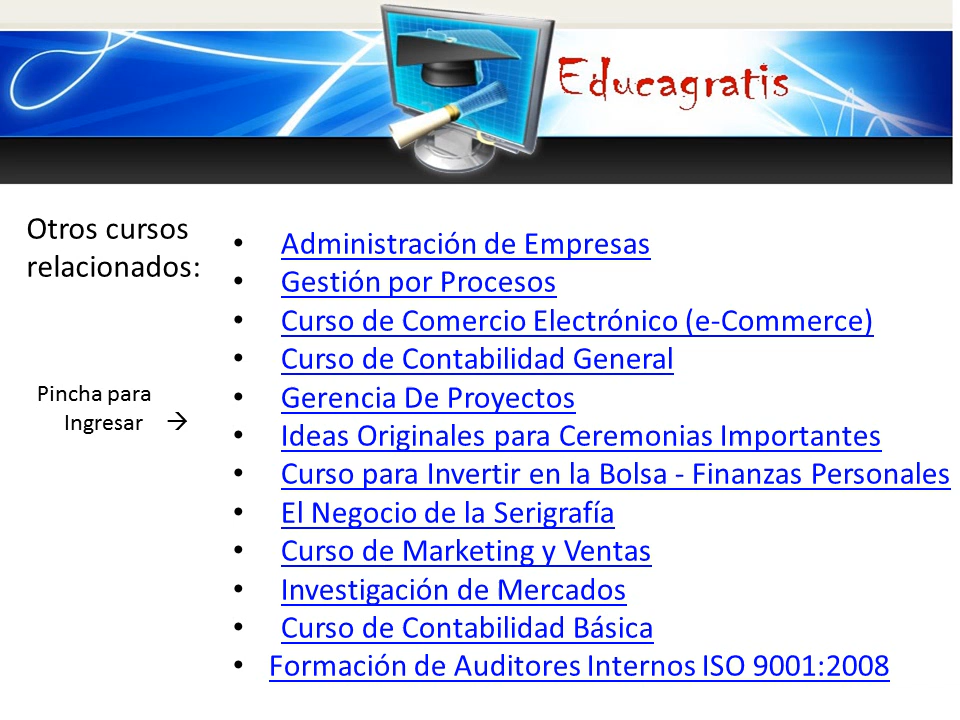 Educagratis
Otros cursos
relacionados:
Pincha para
Ingresar →
• Administración de Empresas
• Gestión por Procesos
• Curso de Comercio Electrónico (e-Commerce)
• Curso de Contabilidad General
• Gerencia De Proyectos
• Ideas Originales para Ceremonias Importantes
• Curso para Invertir en la Bolsa - Finanzas Personales
• El Negocio de la Serigrafía
• Curso de Marketing y Ventas
• Investigación de Mercados
• Curso de Contabilidad Básica
• Formación de Auditores Internos ISO 9001:2008